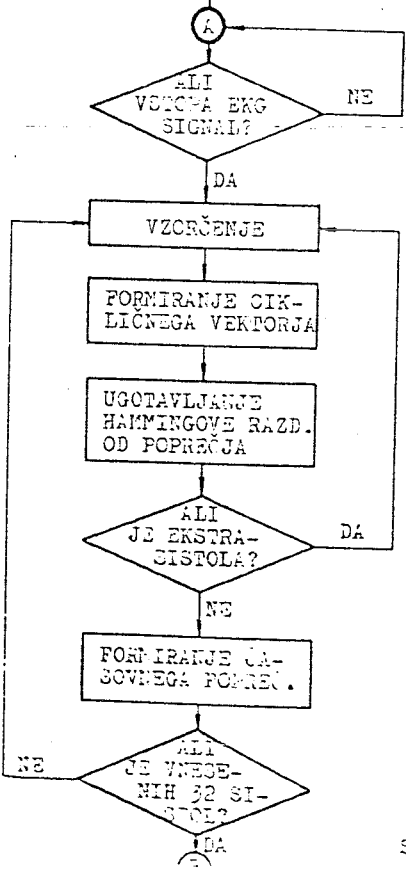 A
ALI
VSTOPA EKG
SIGNAL?
NE
DA
VZORČENJE
FORMIRANJE CIK-
LIČNEGA VEKTORJA
UGOTAVLJANJE
HAMMINGOVE RAZD.
OD POPREČJA
ALI
JE EKSTRA-
SISTOLA?
DA
NE
FORMIRANJE ČA-
SOVNEGA POPREČ.
ALI
JE VNESE-
NIH 32 SI-
STOL?
NE
DA
S